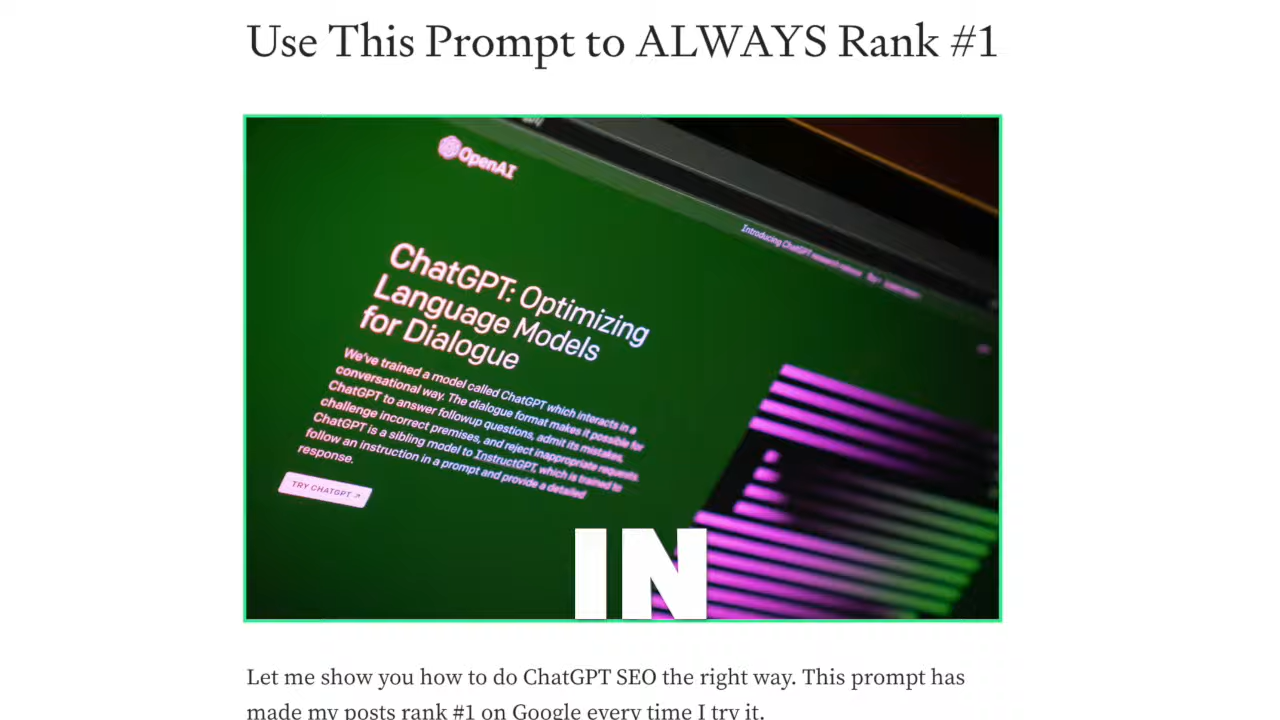 Use This Prompt to ALWAYS Rank #1
OpenAI
Introducing ChatGPT research release
ChatGPT: Optimizing
Language Models
for Dialogue
We've trained a model called ChatGPT which interacts in a
conversational way. The dialogue format makes it possible for
ChatGPT to answer followup questions, admit its mistakes,
challenge incorrect premises, and reject inappropriate requests.
ChatGPT is a sibling model to InstructGPT, which is trained to
follow an instruction in a prompt and provide a detailed
response.
TRY CHATGPT ↗
IN
Let me show you how to do ChatGPT SEO the right way. This prompt has
made my posts rank #1 on Google every time I try it.